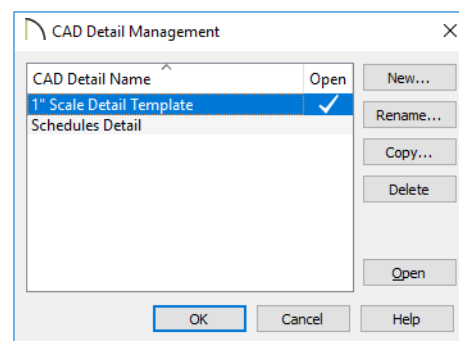 CAD Detail Management
CAD Detail Name Open
1" Scale Detail Template
Schedules Detail
New...
Rename...
Copy...
Delete
Open
OK Cancel Help